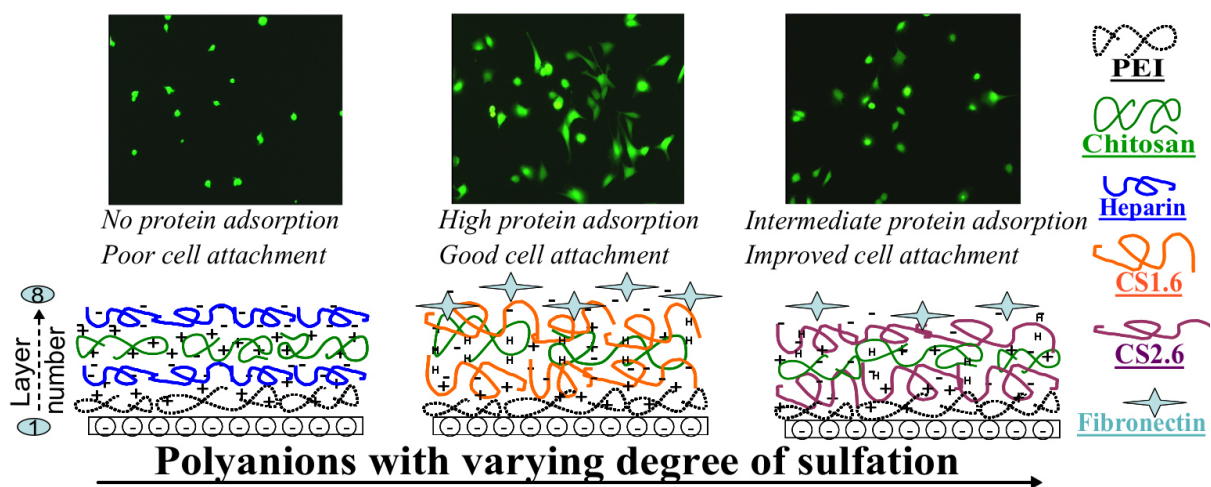 No protein adsorption
Poor cell attachment
High protein adsorption
Good cell attachment
Intermediate protein adsorption
Improved cell attachment
PEI
Chitosan
Heparin
CS1.6
CS2.6
Fibronectin
8
Layer
number
1
Polyanions with varying degree of sulfation